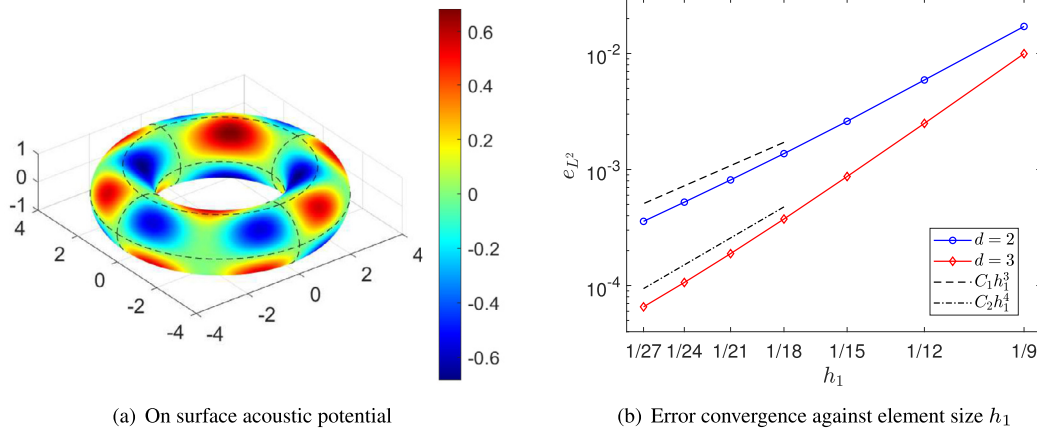 1
0
-1
4
2
0
-2
-4
-4
-2
0
2
4
0.6
0.4
0.2
0
-0.2
-0.4
-0.6
(a) On surface acoustic potential
10^{-2}
10^{-3}
10^{-4}
e_{L^2}
d = 2
d = 3
C_1h_1^3
C_2h_1^4
1/27 1/24 1/21 1/18 1/15 1/12 1/9
h_1
(b) Error convergence against element size h_1